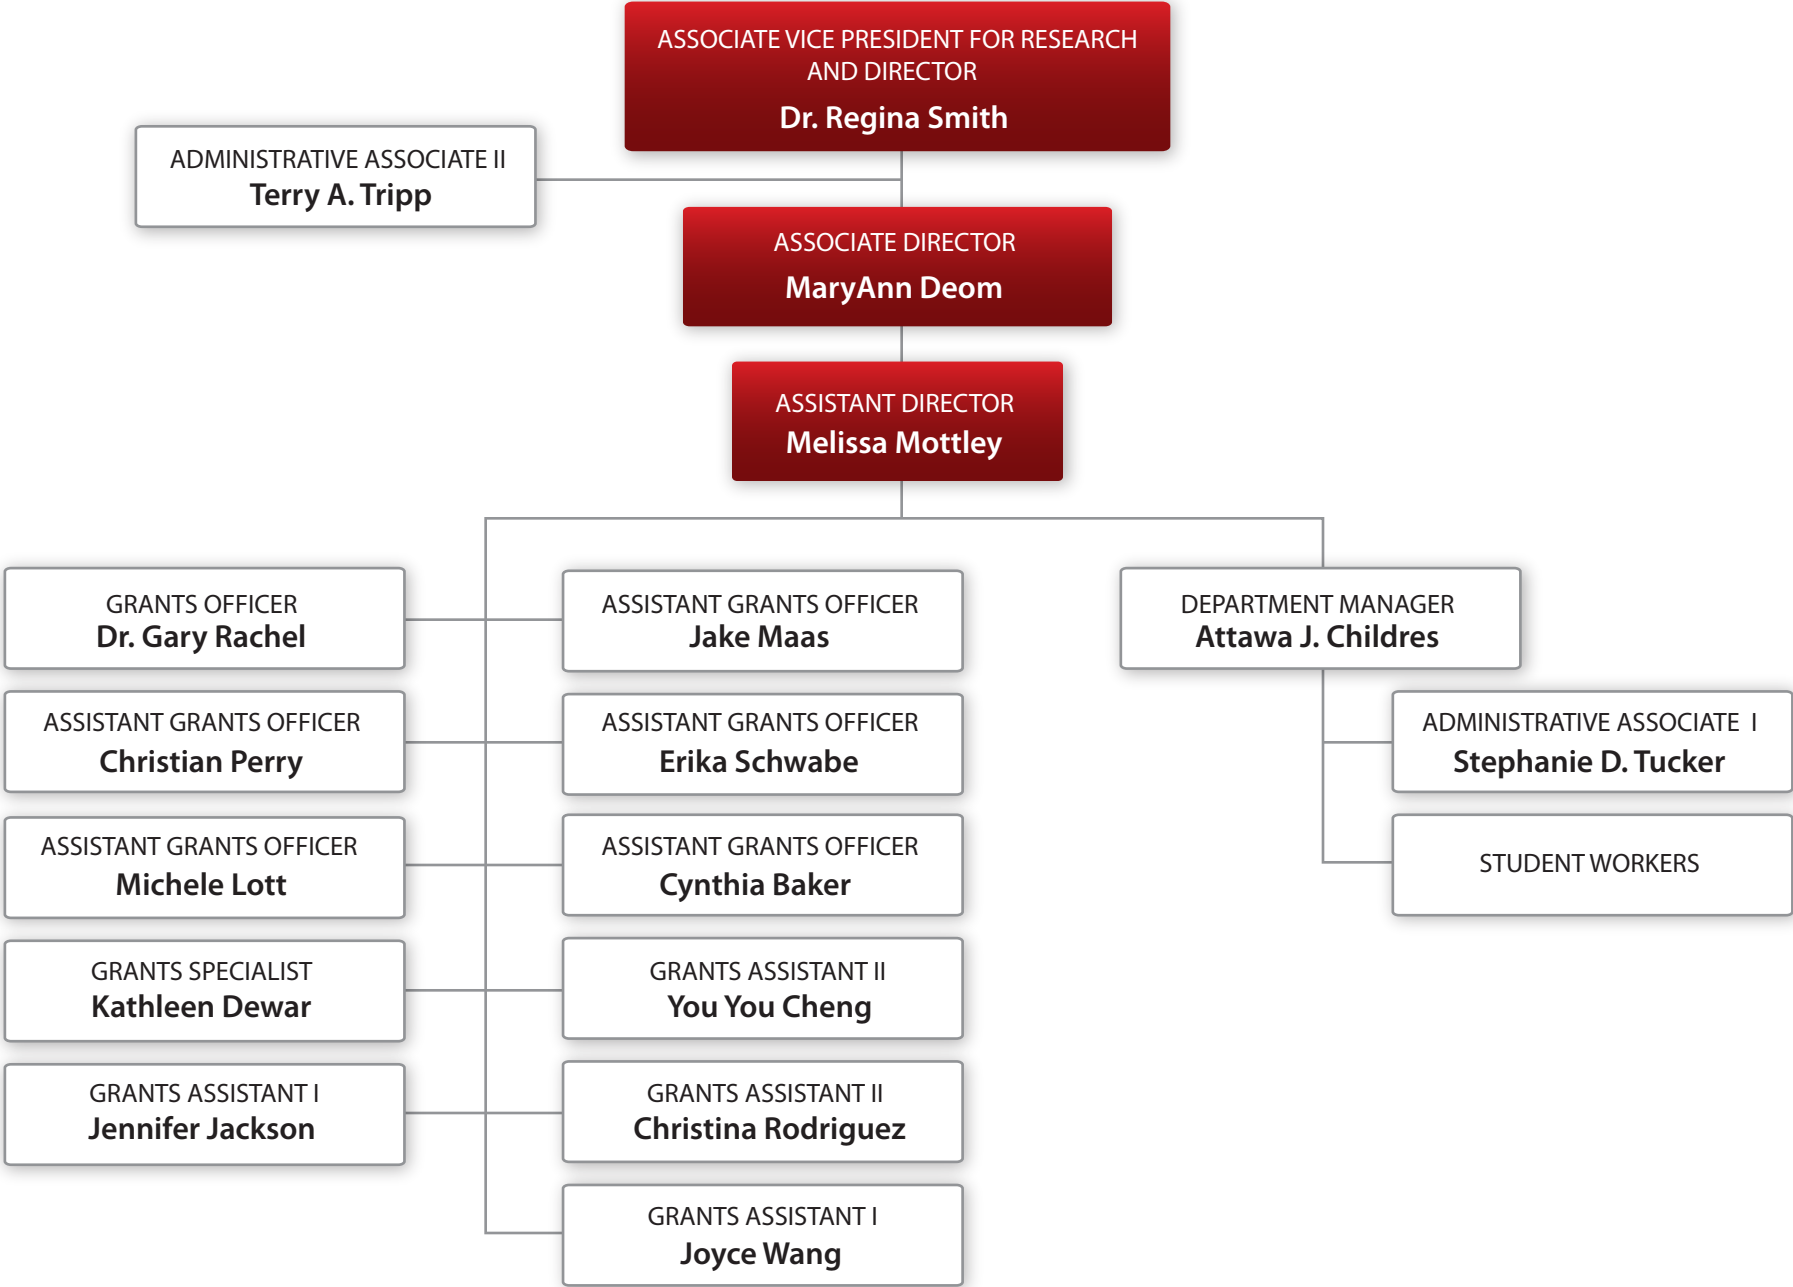 ASSOCIATE VICE PRESIDENT FOR RESEARCH
AND DIRECTOR
Dr. Regina Smith
ADMINISTRATIVE ASSOCIATE II
Terry A. Tripp
ASSOCIATE DIRECTOR
MaryAnn Deom
ASSISTANT DIRECTOR
Melissa Mottley
GRANTS OFFICER
Dr. Gary Rachel
ASSISTANT GRANTS OFFICER
Christian Perry
ASSISTANT GRANTS OFFICER
Michele Lott
GRANTS SPECIALIST
Kathleen Dewar
GRANTS ASSISTANT I
Jennifer Jackson
ASSISTANT GRANTS OFFICER
Jake Maas
ASSISTANT GRANTS OFFICER
Erika Schwabe
ASSISTANT GRANTS OFFICER
Cynthia Baker
GRANTS ASSISTANT II
You You Cheng
GRANTS ASSISTANT II
Christina Rodriguez
GRANTS ASSISTANT I
Joyce Wang
DEPARTMENT MANAGER
Attawa J. Childres
ADMINISTRATIVE ASSOCIATE I
Stephanie D. Tucker
STUDENT WORKERS